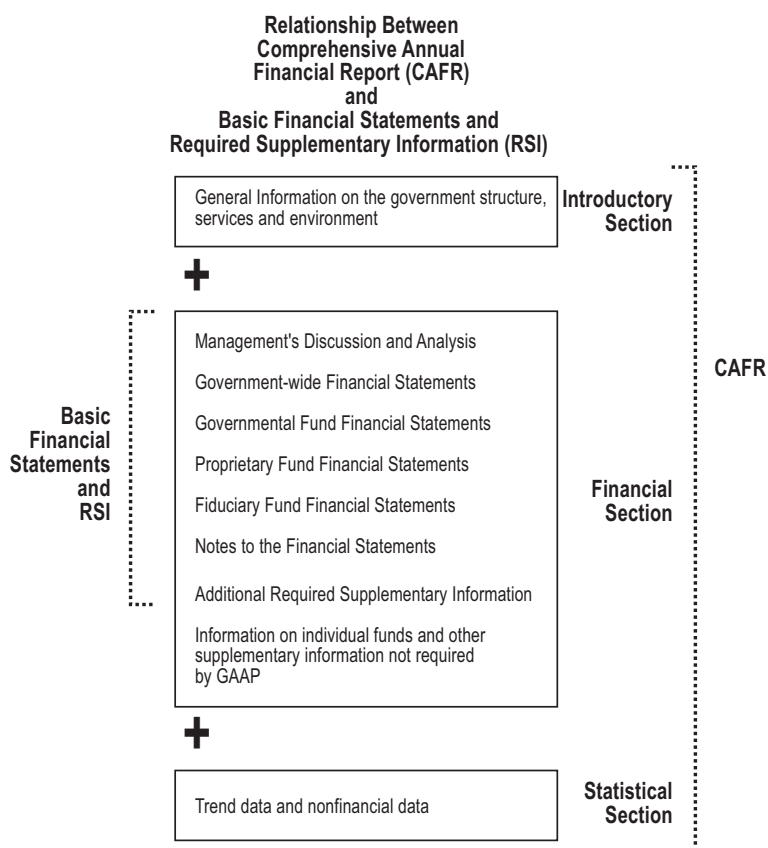 Relationship Between
Comprehensive Annual
Financial Report (CAFR)
and
Basic Financial Statements and
Required Supplementary Information (RSI)
General Information on the government structure,
services and environment
Introductory
Section
+
Management's Discussion and Analysis
Government-wide Financial Statements
Governmental Fund Financial Statements
Proprietary Fund Financial Statements
Fiduciary Fund Financial Statements
Notes to the Financial Statements
Additional Required Supplementary Information
Information on individual funds and other
supplementary information not required
by GAAP
Basic
Financial
Statements
and
RSI
Financial
Section
CAFR
+
Trend data and nonfinancial data
Statistical
Section